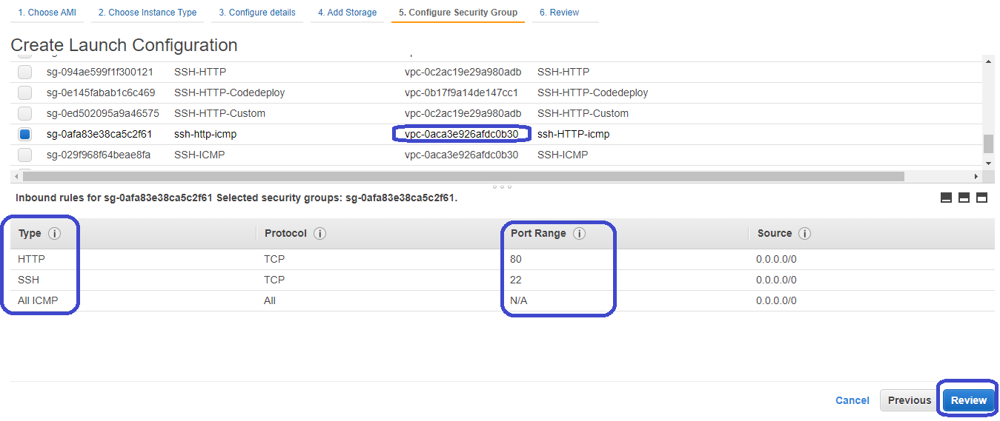 1. Choose AMI 2. Choose Instance Type 3. Configure details 4. Add Storage 5. Configure Security Group 6. Review
Create Launch Configuration
sg-094ae599f1f300121 SSH-HTTP vpc-0c2ac19e29a980adb SSH-HTTP
sg-0e145fabab1c6c469 SSH-HTTP-Codedeploy vpc-0b17f9a14de147cc1 SSH-HTTP-Codedeploy
sg-0ed502095a9a46575 SSH-HTTP-Custom vpc-0c2ac19e29a980adb SSH-HTTP-Custom
sg-0afa83e38ca5c2f61 ssh-http-icmp vpc-0aca3e926afdc0b30 ssh-HTTP-icmp
sg-029f968f64beae8fa SSH-ICMP vpc-0aca3e926afdc0b30 SSH-ICMP
Inbound rules for sg-0afa83e38ca5c2f61 Selected security groups: sg-0afa83e38ca5c2f61.
Type i Protocol i Port Range i Source i
HTTP TCP 80 0.0.0.0/0
SSH TCP 22 0.0.0.0/0
All ICMP All N/A 0.0.0.0/0
Cancel Previous Review